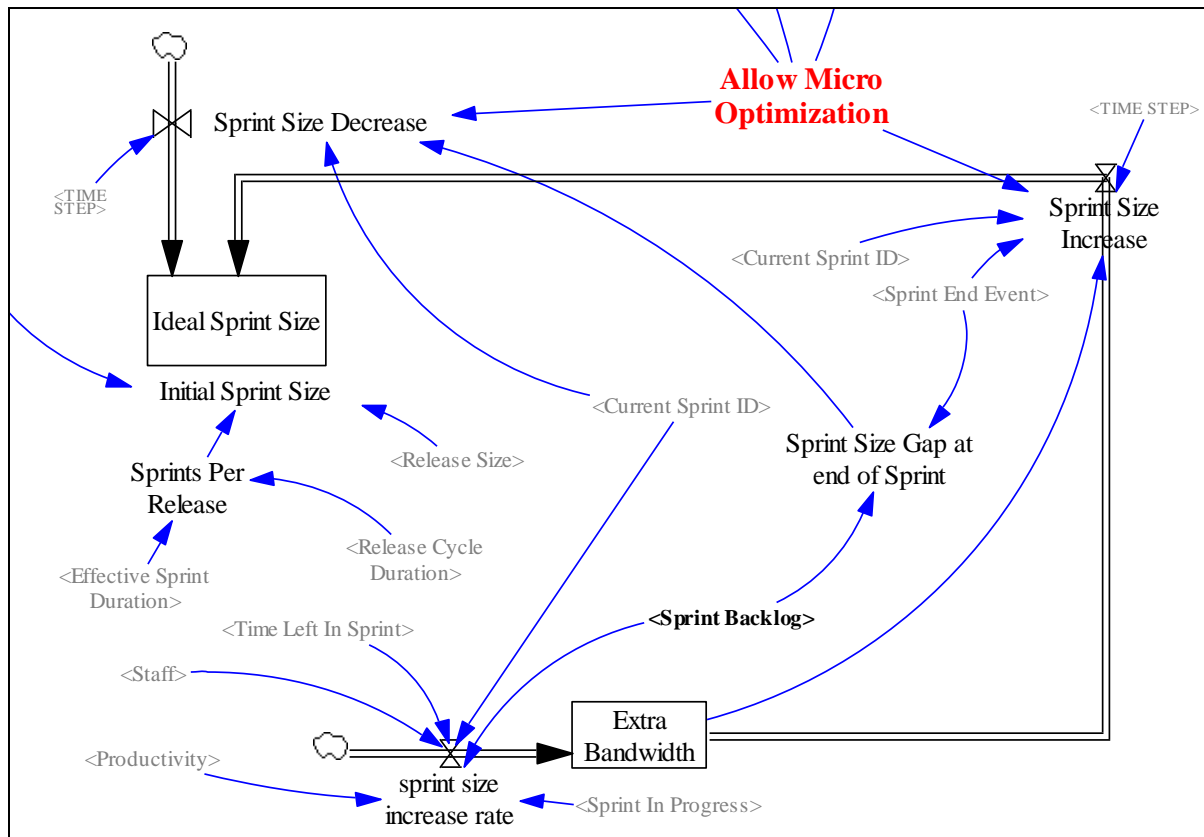 Allow Micro
Optimization
Sprint Size Decrease
<TIME STEP>
<TIME
STEP>
Sprint Size
Increase
<Current Sprint ID>
<Sprint End Event>
Ideal Sprint Size
Initial Sprint Size
<Current Sprint ID>
<Release Size>
Sprint Size Gap at
end of Sprint
Sprints Per
Release
<Release Cycle
Duration>
<Effective Sprint
Duration>
<Time Left In Sprint>
<Sprint Backlog>
<Staff>
Extra
Bandwidth
<Productivity>
sprint size
increase rate
<Sprint In Progress>